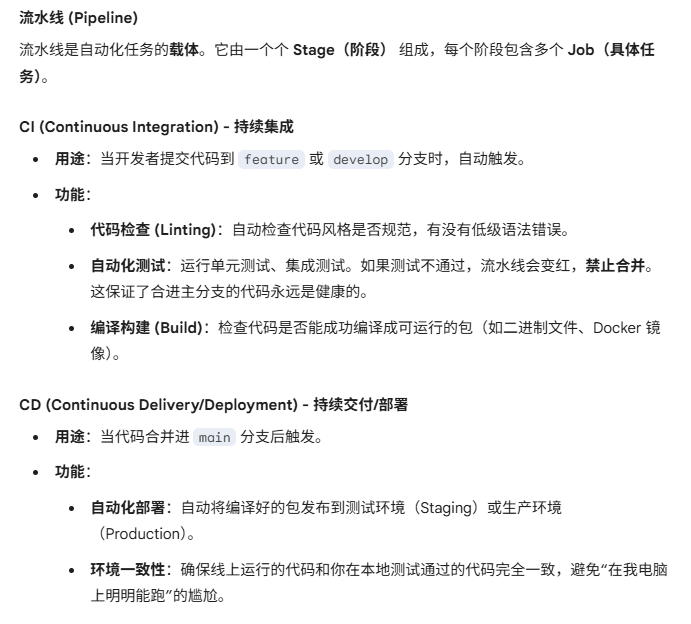 流水线 (Pipeline)
流水线是自动化任务的载体。它由一个个 Stage（阶段） 组成，每个阶段包含多个 Job（具体任
务）。
CI (Continuous Integration) - 持续集成
• 用途：当开发者提交代码到 feature 或 develop 分支时，自动触发。
• 功能：
• 代码检查 (Linting)：自动检查代码风格是否规范，有没有低级语法错误。
• 自动化测试：运行单元测试、集成测试。如果测试不通过，流水线会变红，禁止合并。
这保证了合进主分支的代码永远是健康的。
• 编译构建 (Build)：检查代码是否能成功编译成可运行的包（如二进制文件、Docker 镜
像）。
CD (Continuous Delivery/Deployment) - 持续交付/部署
• 用途：当代码合并进 main 分支后触发。
• 功能：
• 自动化部署：自动将编译好的包发布到测试环境（Staging）或生产环境
（Production）。
• 环境一致性：确保线上运行的代码和你在本地测试通过的代码完全一致，避免“在我电脑
上明明能跑”的尴尬。